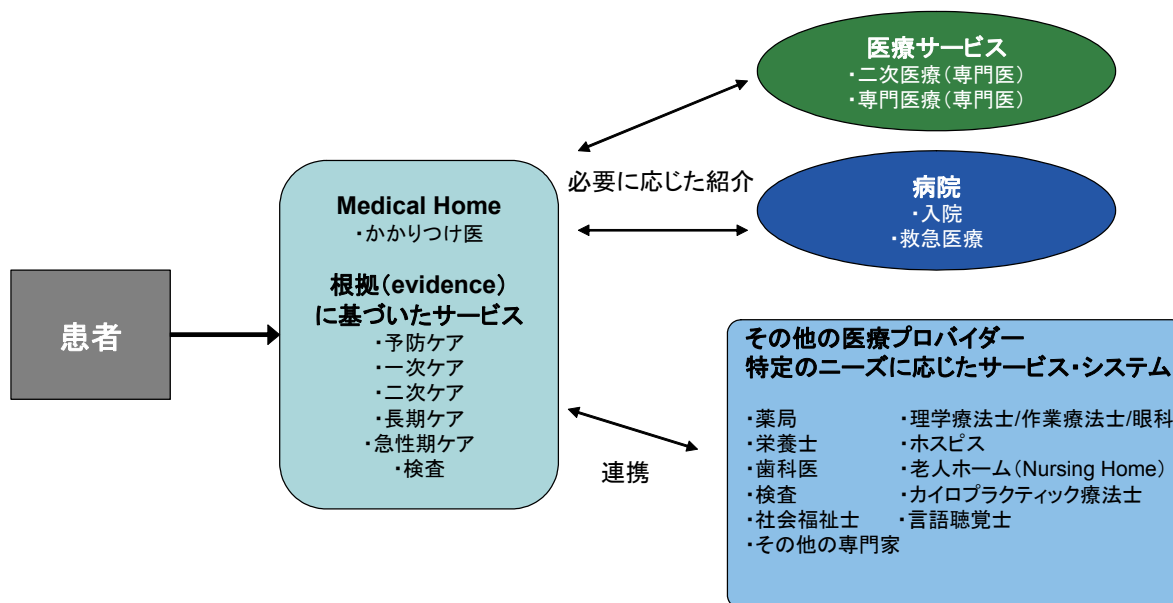 患者
Medical Home
・かかりつけ医
根拠(evidence)
に基づいたサービス
・予防ケア
・一次ケア
・二次ケア
・長期ケア
・急性期ケア
・検査
必要に応じた紹介
連携
医療サービス
・二次医療(専門医)
・専門医療(専門医)
病院
・入院
・救急医療
その他の医療プロバイダー
特定のニーズに応じたサービス・システム
・薬局 ・理学療法士/作業療法士/眼科
・栄養士 ・ホスピス
・歯科医 ・老人ホーム(Nursing Home)
・検査 ・カイロプラクティック療法士
・社会福祉士 ・言語聴覚士
・その他の専門家